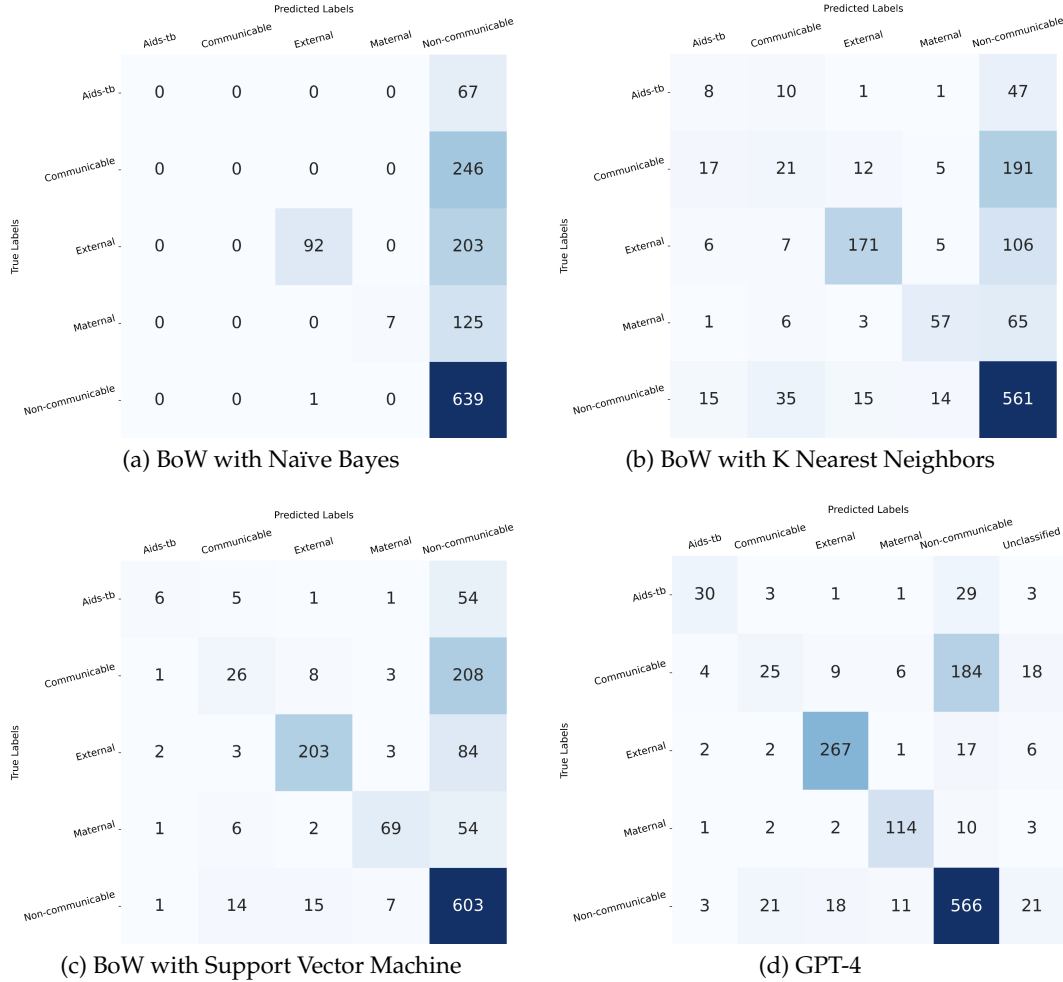 Predicted Labels
Aids-tb Communicable External Maternal Non-communicable
True Labels
Aids-tb 0 0 0 0 67
Communicable 0 0 0 0 246
External 0 0 92 0 203
Maternal 0 0 0 7 125
Non-communicable 0 0 1 0 639
(a) BoW with Naïve Bayes
Predicted Labels
Aids-tb Communicable External Maternal Non-communicable
True Labels
Aids-tb 8 10 1 1 47
Communicable 17 21 12 5 191
External 6 7 171 5 106
Maternal 1 6 3 57 65
Non-communicable 15 35 15 14 561
(b) BoW with K Nearest Neighbors
Predicted Labels
Aids-tb Communicable External Maternal Non-communicable
True Labels
Aids-tb 6 5 1 1 54
Communicable 1 26 8 3 208
External 2 3 203 3 84
Maternal 1 6 2 69 54
Non-communicable 1 14 15 7 603
(c) BoW with Support Vector Machine
Predicted Labels
Aids-tb Communicable External Maternal Non-communicable Unclassified
True Labels
Aids-tb 30 3 1 1 29 3
Communicable 4 25 9 6 184 18
External 2 2 267 1 17 6
Maternal 1 2 2 114 10 3
Non-communicable 3 21 18 11 566 21
(d) GPT-4